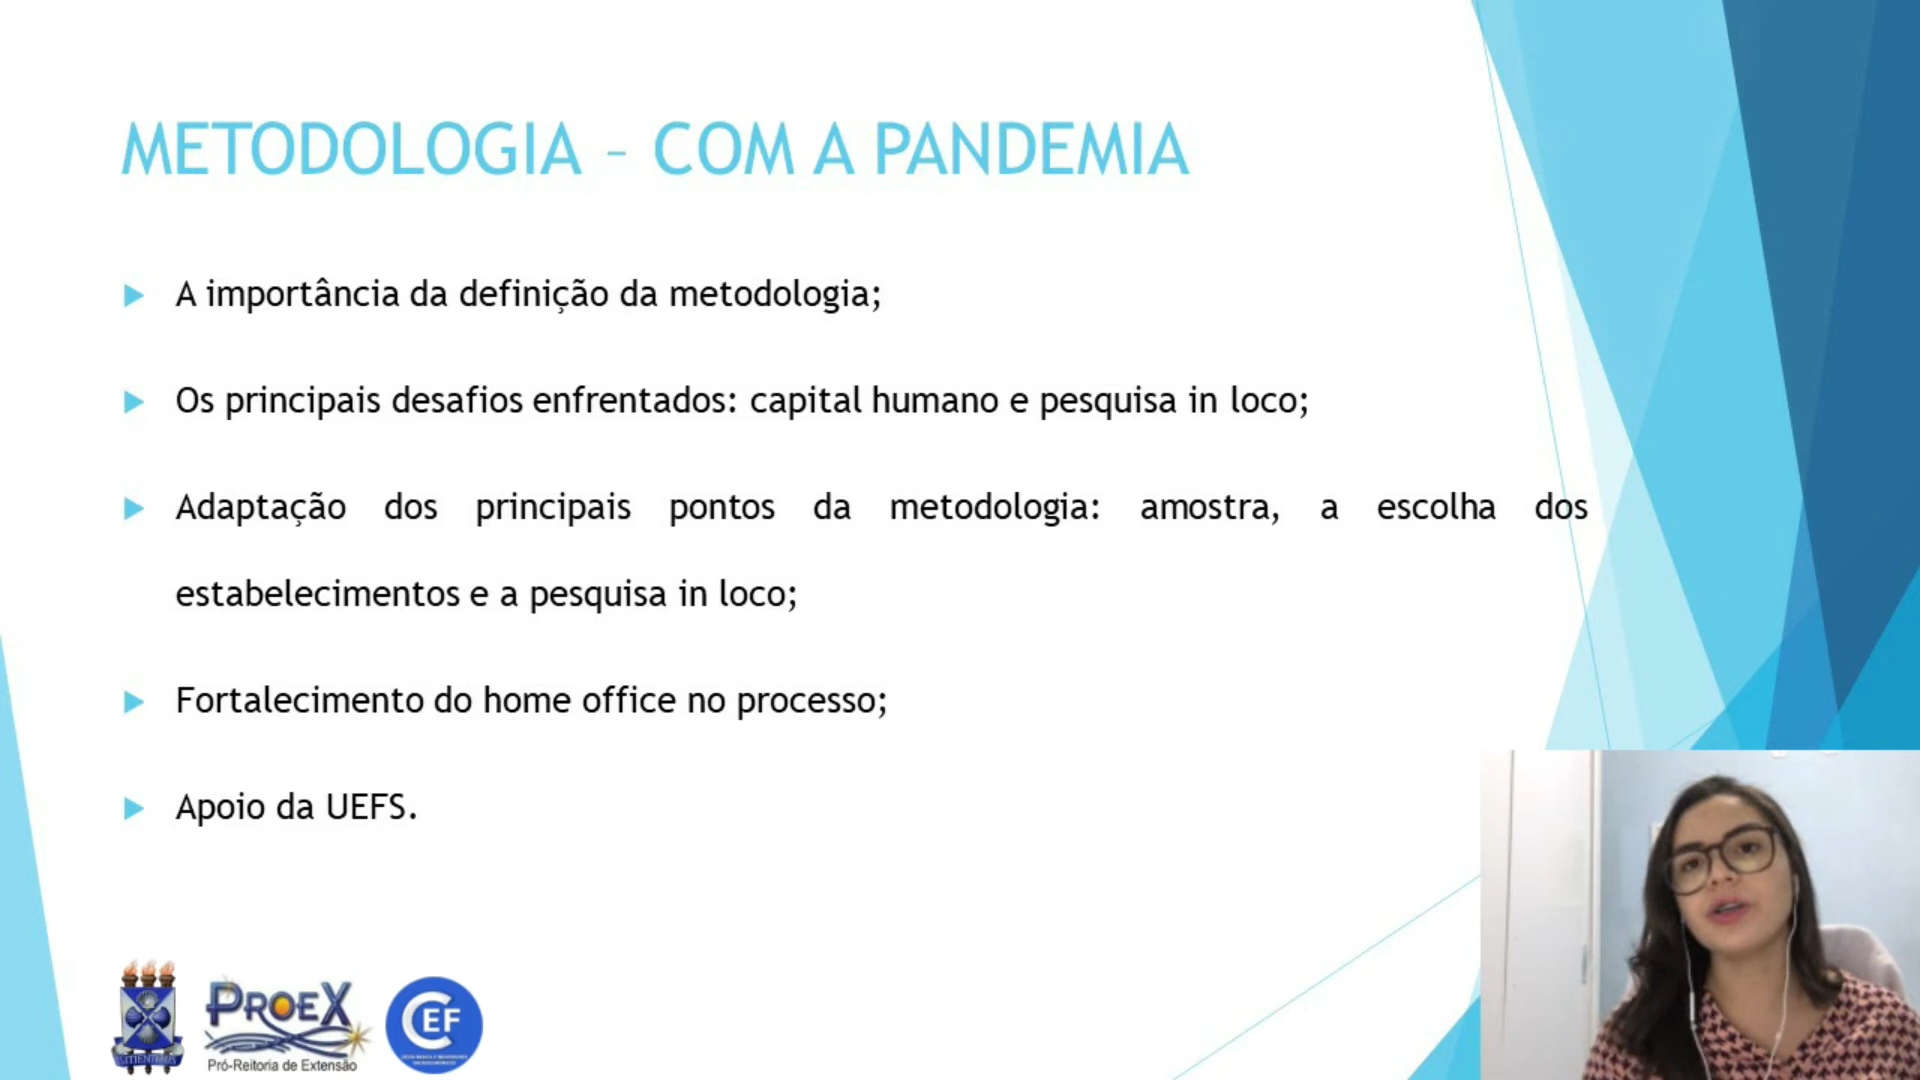 METODOLOGIA – COM A PANDEMIA
A importância da definição da metodologia;
Os principais desafios enfrentados: capital humano e pesquisa in loco;
Adaptação dos principais pontos da metodologia: amostra, a escolha dos
estabelecimentos e a pesquisa in loco;
Fortalecimento do home office no processo;
Apoio da UEFS.
PROEX
Pró-Reitoria de Extensão
CEF